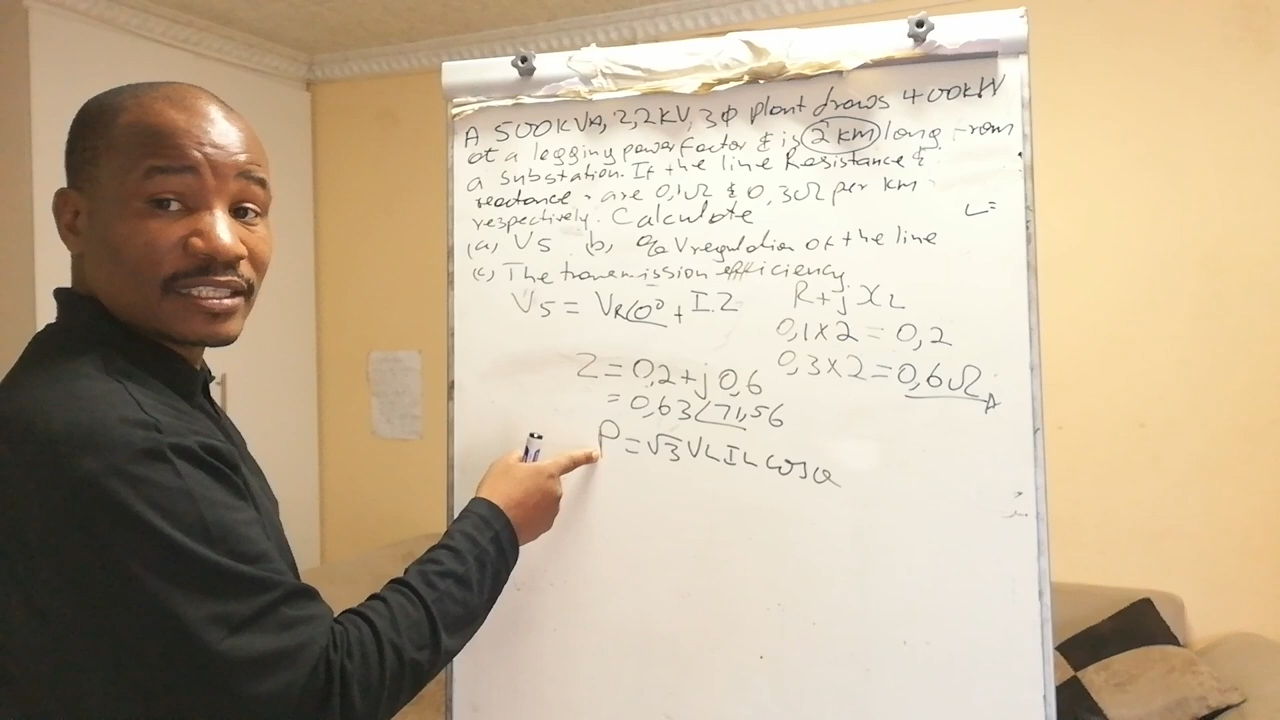 A 500KVA, 2,2KV, 3Φ plant draws 400kW
at a legging power factor & is 2 km long from
a substation. If the line Resistance &
reactance are 0,1Ω & 0,3Ω per km
respectively. Calculate
L=
(a) VS b, % V regulation of the line
(c) The transmission efficiency
VS = VR∠0° + I.Z
R+jXL
0,1x2 = 0,2
0,3x2 = 0,6Ω
Z = 0,2+j0,6
= 0,63∠71,56
P = √3 VL IL cosθ